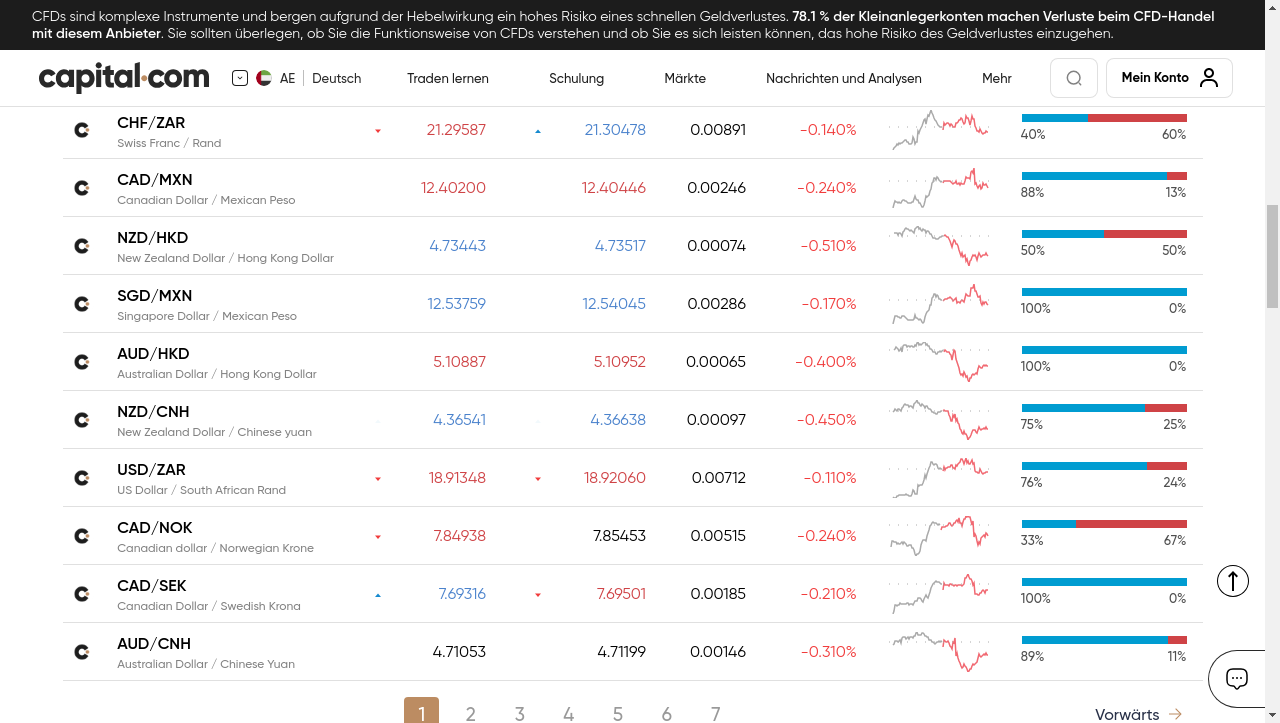 CFDs sind komplexe Instrumente und bergen aufgrund der Hebelwirkung ein hohes Risiko eines schnellen Geldverlustes. 78.1 % der Kleinanlegerkonten machen Verluste beim CFD-Handel
mit diesem Anbieter. Sie sollten überlegen, ob Sie die Funktionsweise von CFDs verstehen und ob Sie es sich leisten können, das hohe Risiko des Geldverlustes einzugehen.
capital.com AE Deutsch Traden lernen Schulung Märkte Nachrichten und Analysen Mehr Mein Konto
CHF/ZAR 21.29587 21.30478 0.00891 -0.140%
Swiss Franc / Rand 40% 60%
CAD/MXN 12.40200 12.40446 0.00246 -0.240%
Canadian Dollar / Mexican Peso 88% 13%
NZD/HKD 4.73443 4.73517 0.00074 -0.510%
New Zealand Dollar / Hong Kong Dollar 50% 50%
SGD/MXN 12.53759 12.54045 0.00286 -0.170%
Singapore Dollar / Mexican Peso 100% 0%
AUD/HKD 5.10887 5.10952 0.00065 -0.400%
Australian Dollar / Hong Kong Dollar 100% 0%
NZD/CNH 4.36541 4.36638 0.00097 -0.450%
New Zealand Dollar / Chinese yuan 75% 25%
USD/ZAR 18.91348 18.92060 0.00712 -0.110%
US Dollar / South African Rand 76% 24%
CAD/NOK 7.84938 7.85453 0.00515 -0.240%
Canadian dollar / Norwegian Krone 33% 67%
CAD/SEK 7.69316 7.69501 0.00185 -0.210%
Canadian Dollar / Swedish Krona 100% 0%
AUD/CNH 4.71053 4.71199 0.00146 -0.310%
Australian Dollar / Chinese Yuan 89% 11%
1 2 3 4 5 6 7 Vorwärts